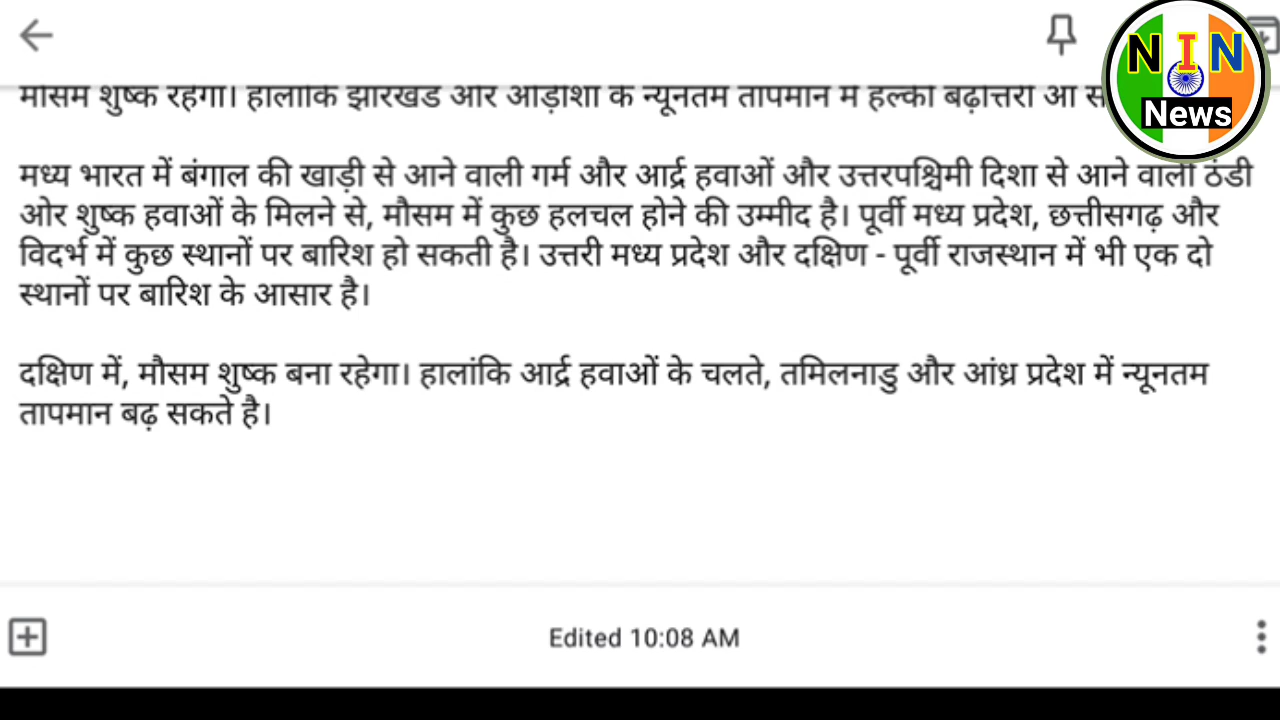 N I N
News
मौसम शुष्क रहेगा। हालांकि झारखंड और ओड़ीशा के न्यूनतम तापमान में हल्की बढ़ोत्तरी आ
मध्य भारत में बंगाल की खाड़ी से आने वाली गर्म और आर्द्र हवाओं और उत्तरपश्चिमी दिशा से आने वाली ठंडी
ओर शुष्क हवाओं के मिलने से, मौसम में कुछ हलचल होने की उम्मीद है। पूर्वी मध्य प्रदेश, छत्तीसगढ़ और
विदर्भ में कुछ स्थानों पर बारिश हो सकती है। उत्तरी मध्य प्रदेश और दक्षिण - पूर्वी राजस्थान में भी एक दो
स्थानों पर बारिश के आसार है।
दक्षिण में, मौसम शुष्क बना रहेगा। हालांकि आर्द्र हवाओं के चलते, तमिलनाडु और आंध्र प्रदेश में न्यूनतम
तापमान बढ़ सकते है।
Edited 10:08 AM